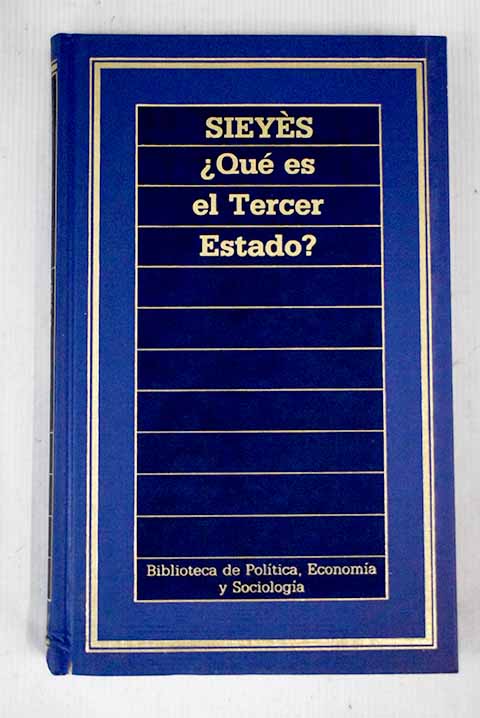 SIEYÈS
¿Qué es
el Tercer
Estado?
Biblioteca de Política, Economía
y Sociología